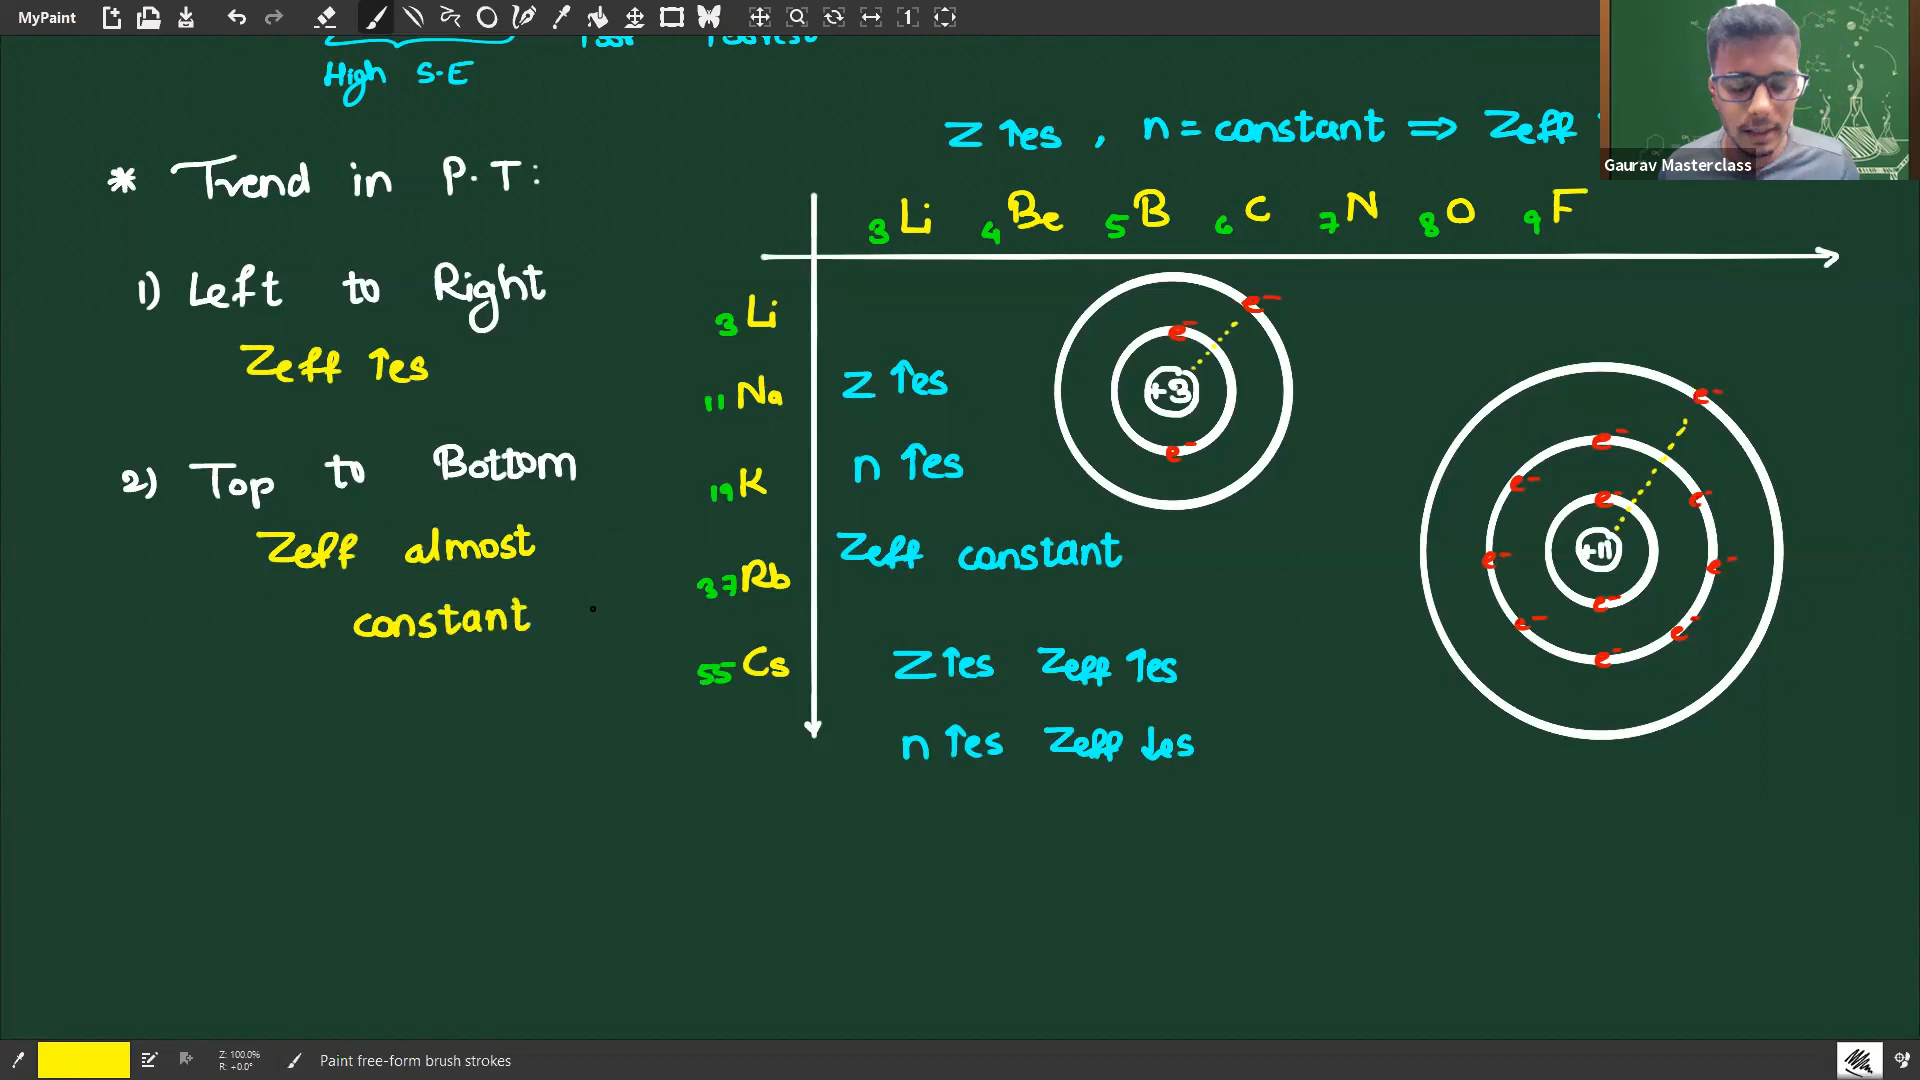 MyPaint
High S·E
Z ↑es , n = constant ⇒ Zeff
Gaurav Masterclass
* Trend in P.T:
3Li 4Be 5B 6C 7N 8O 9F
1) Left to Right
Zeff ↑es
2) Top to Bottom
Zeff almost
constant
3Li
11Na
19K
37Rb
55Cs
Z ↑es
n ↑es
Zeff constant
Z ↑es Zeff ↑es
n ↑es Zeff ↓es
e⁻
e⁻
+3
e⁻
e⁻
e⁻
e⁻
e⁻
e⁻
+11
e⁻
e⁻
e⁻
e⁻
e⁻
e⁻
Z: 100.0%
R: +0.0°
Paint free-form brush strokes